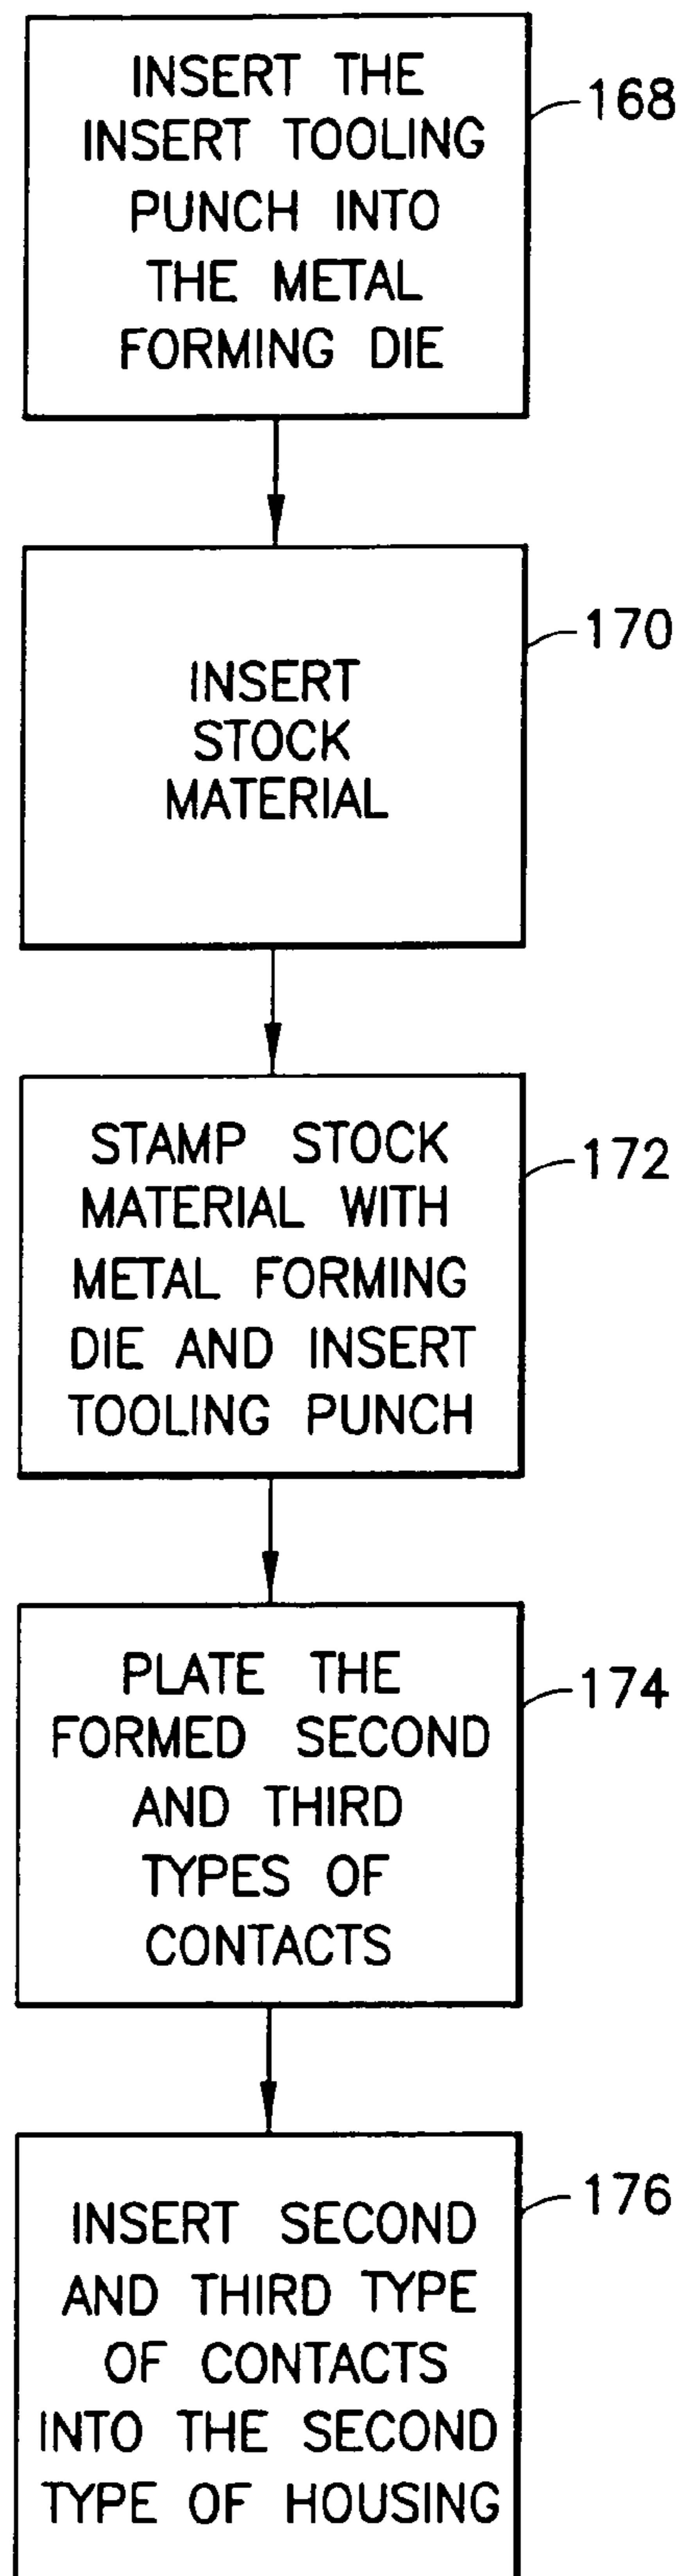 INSERT THE
INSERT TOOLING
PUNCH INTO
THE METAL
FORMING DIE
168
INSERT
STOCK
MATERIAL
170
STAMP STOCK
MATERIAL WITH
METAL FORMING
DIE AND INSERT
TOOLING PUNCH
172
PLATE THE
FORMED SECOND
AND THIRD
TYPES OF
CONTACTS
174
INSERT SECOND
AND THIRD TYPE
OF CONTACTS
INTO THE SECOND
TYPE OF HOUSING
176